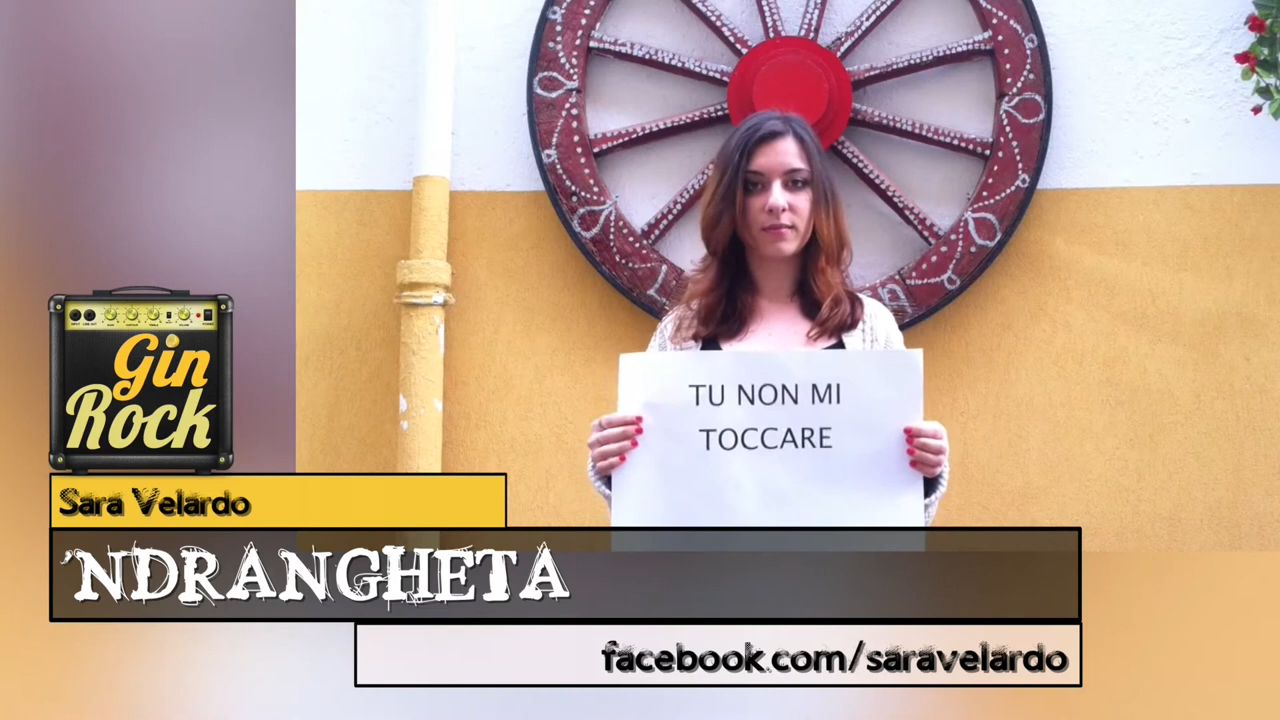 TU NON MI
TOCCARE
Gin
Rock
Sara Velardo
'NDRANGHETA
facebook.com/saravelardo